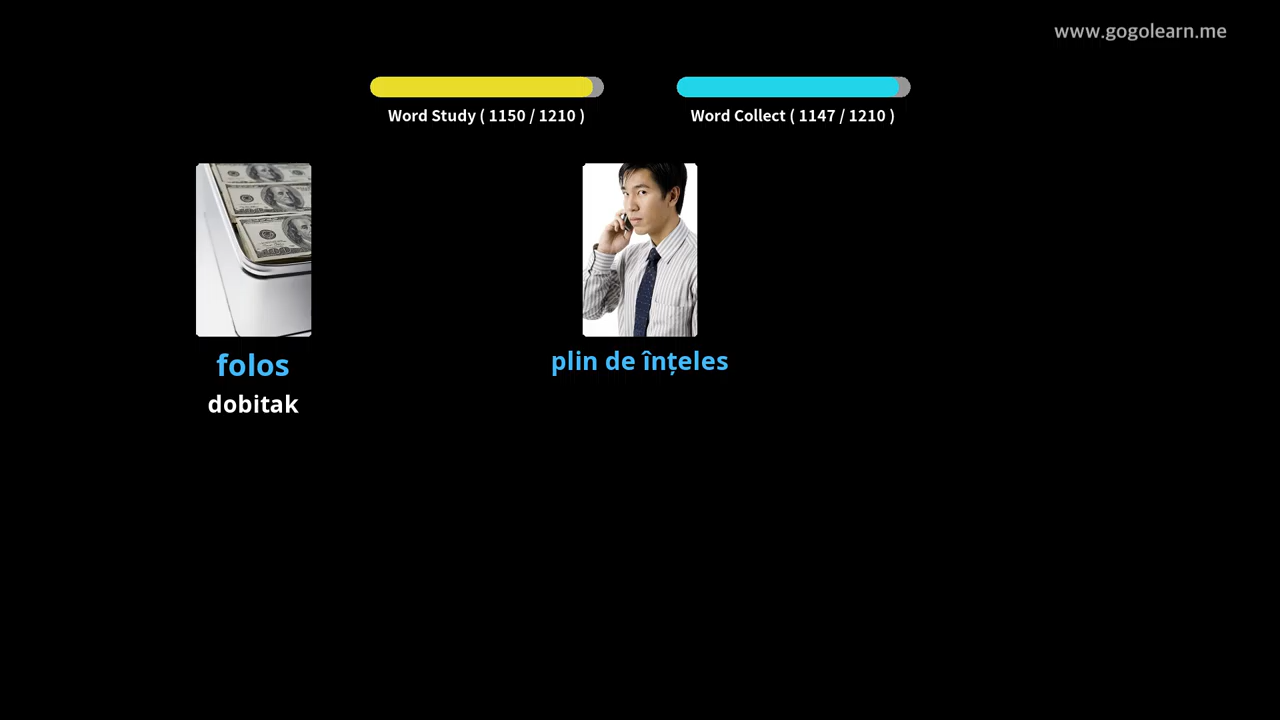 www.gogolearn.me
Word Study ( 1150 / 1210 )
Word Collect ( 1147 / 1210 )
folos
dobitak
plin de înțeles